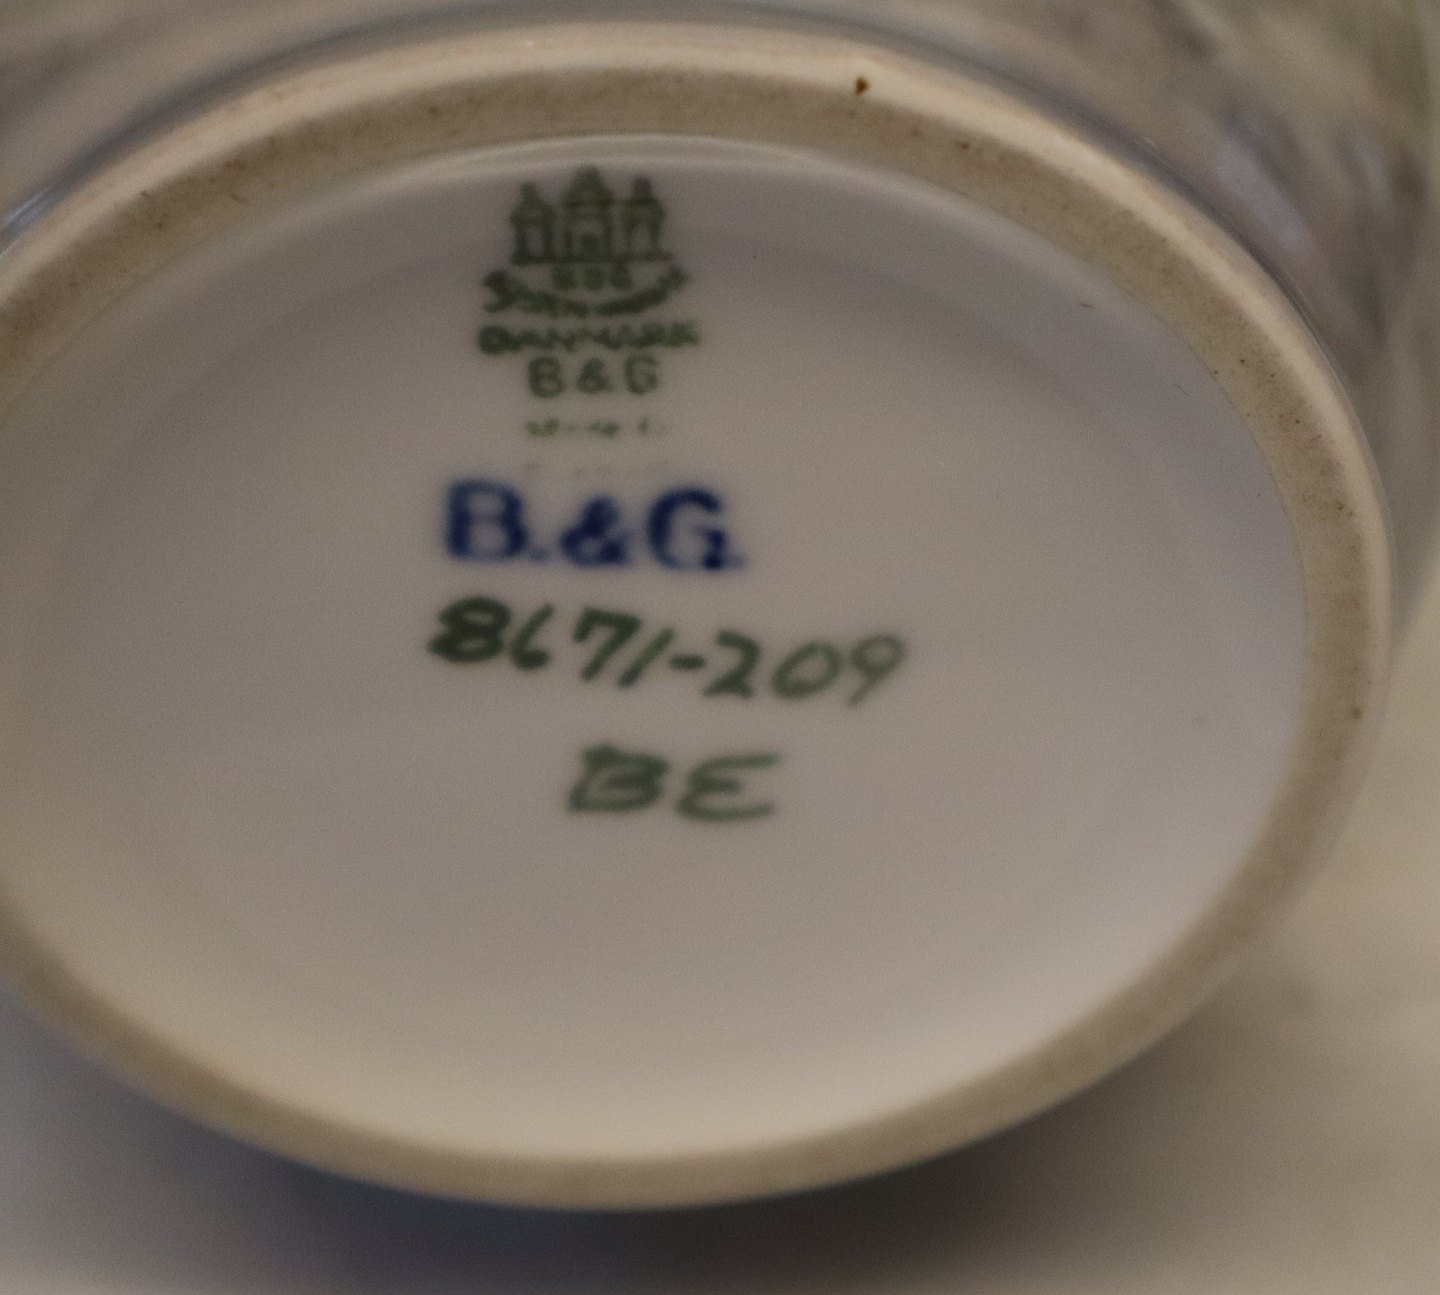 DANMARK
B&G
B.&G.
8671-209
BE